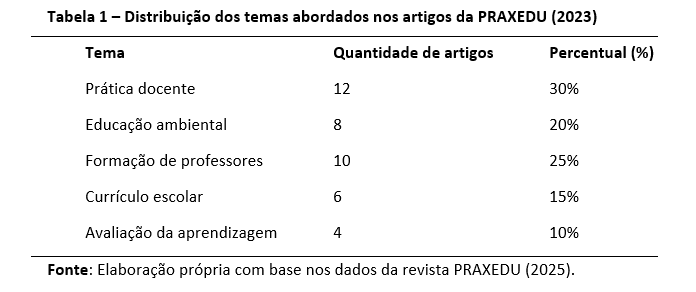 Tabela 1 – Distribuição dos temas abordados nos artigos da PRAXEDU (2023)
Tema Quantidade de artigos Percentual (%)
Prática docente 12 30%
Educação ambiental 8 20%
Formação de professores 10 25%
Currículo escolar 6 15%
Avaliação da aprendizagem 4 10%
Fonte: Elaboração própria com base nos dados da revista PRAXEDU (2025).